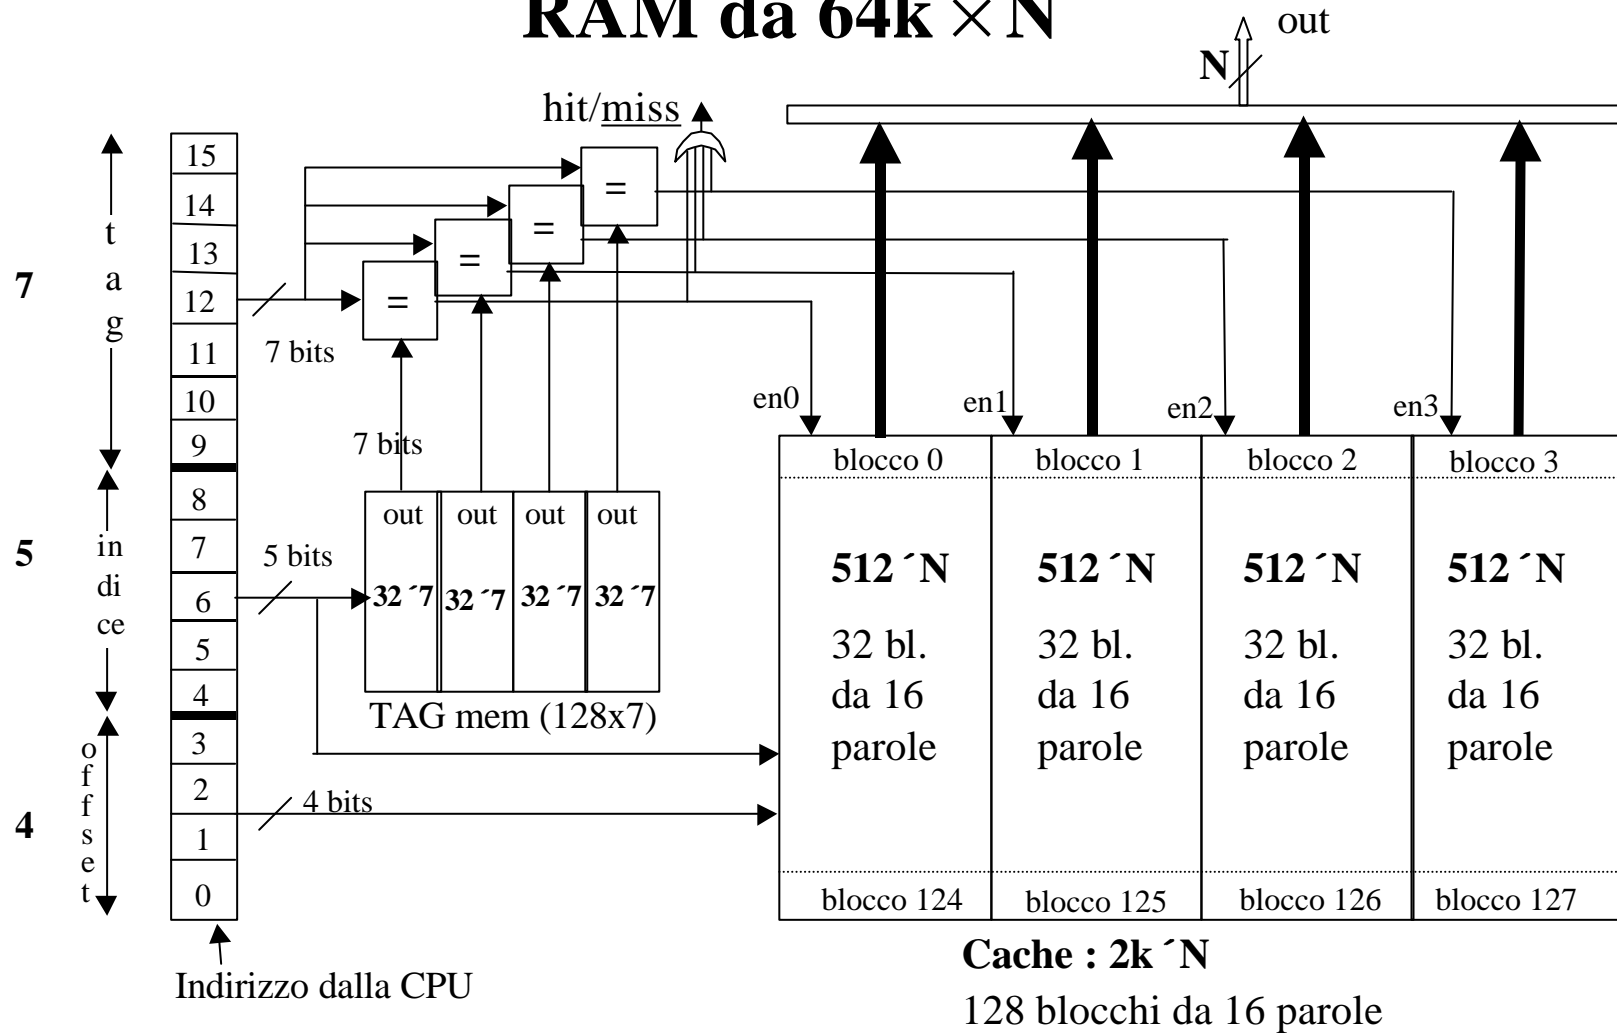 RAM da 64k × N
out
N
hit/miss
15
14
13
12
11
10
9
8
7
6
5
4
3
2
1
0
tag
7
indice
5
offset
4
=
=
=
=
7 bits
7 bits
5 bits
4 bits
en0
en1
en2
en3
out
out
out
out
32 ´7
32 ´7
32 ´7
32 ´7
TAG mem (128x7)
blocco 0
blocco 1
blocco 2
blocco 3
512 ´N
512 ´N
512 ´N
512 ´N
32 bl.
da 16
parole
32 bl.
da 16
parole
32 bl.
da 16
parole
32 bl.
da 16
parole
blocco 124
blocco 125
blocco 126
blocco 127
Indirizzo dalla CPU
Cache : 2k ´N
128 blocchi da 16 parole